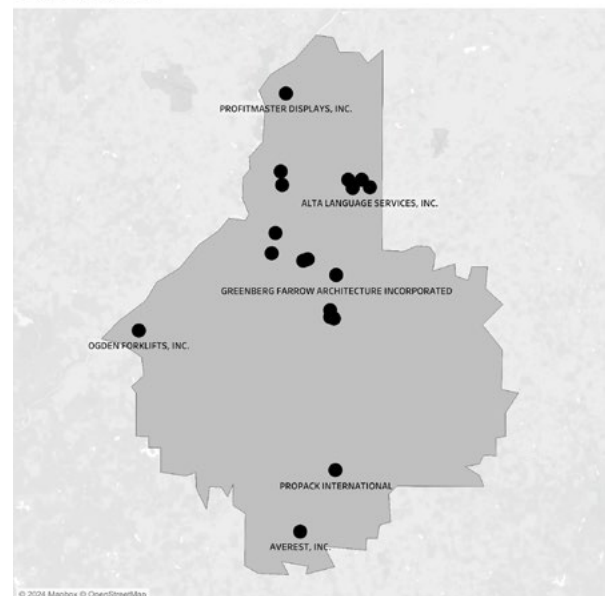 PROFITMASTER DISPLAYS, INC.
ALTA LANGUAGE SERVICES, INC.
GREENBERG FARROW ARCHITECTURE INCORPORATED
OGDEN FORKLIFTS, INC.
PROPACK INTERNATIONAL
AVEREST, INC.
© 2024 Mapbox © OpenStreetMap